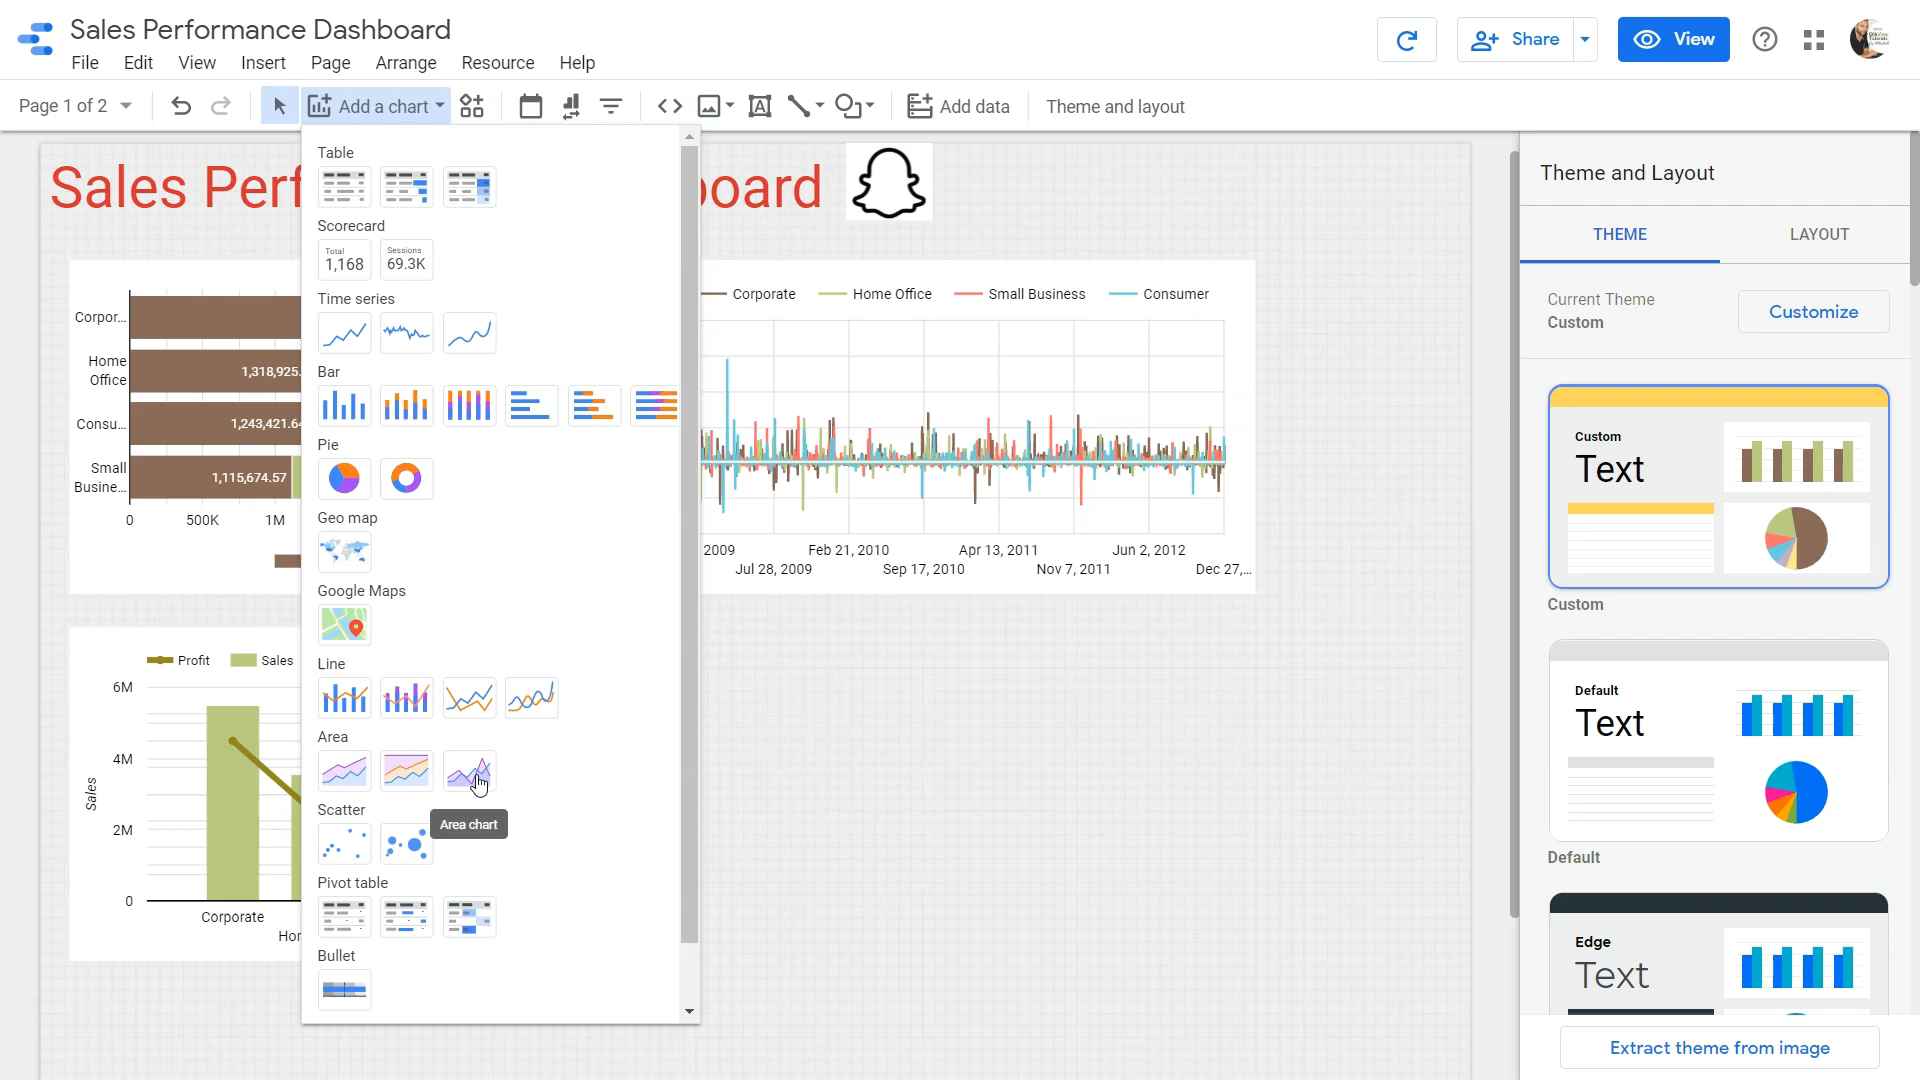 Sales Performance Dashboard
File Edit View Insert Page Arrange Resource Help
Share
View
Page 1 of 2
Add a chart
Add data
Theme and layout
Sales Perf
board
Table
Scorecard
Total
1,168
Sessions
69.3K
Time series
Bar
Pie
Geo map
Google Maps
Line
Area
Area chart
Scatter
Pivot table
Bullet
Corpor...
Home
Office
Consu...
Small
Busine...
1,318,925.
1,243,421.64
1,115,674.57
0 500K 1M
Profit Sales
6M
4M
2M
0
Sales
Corporate
Hor
Corporate Home Office Small Business Consumer
2009 Feb 21, 2010 Apr 13, 2011 Jun 2, 2012
Jul 28, 2009 Sep 17, 2010 Nov 7, 2011 Dec 27,...
Theme and Layout
THEME LAYOUT
Current Theme
Custom
Customize
Custom
Text
Custom
Default
Text
Default
Edge
Text
Extract theme from image